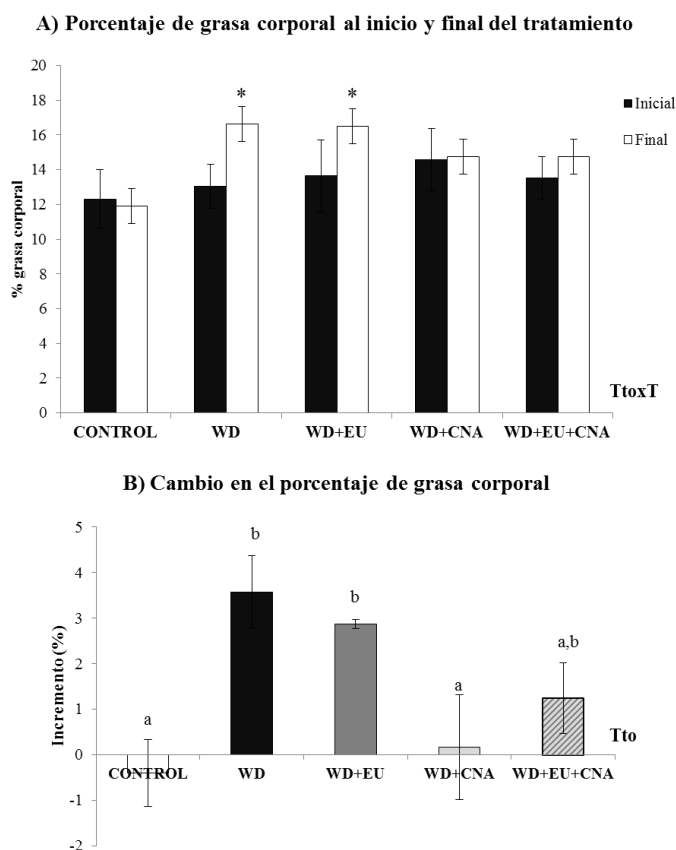 A) Porcentaje de grasa corporal al inicio y final del tratamiento
20
18
16
14
12
10
8
6
4
2
0
% grasa corporal
*
*
Inicial
Final
TtoxT
CONTROL WD WD+EU WD+CNA WD+EU+CNA
B) Cambio en el porcentaje de grasa corporal
5
4
3
2
1
0
-1
-2
Incremento (%)
a
b
b
a
a,b
Tto
CONTROL WD WD+EU WD+CNA WD+EU+CNA